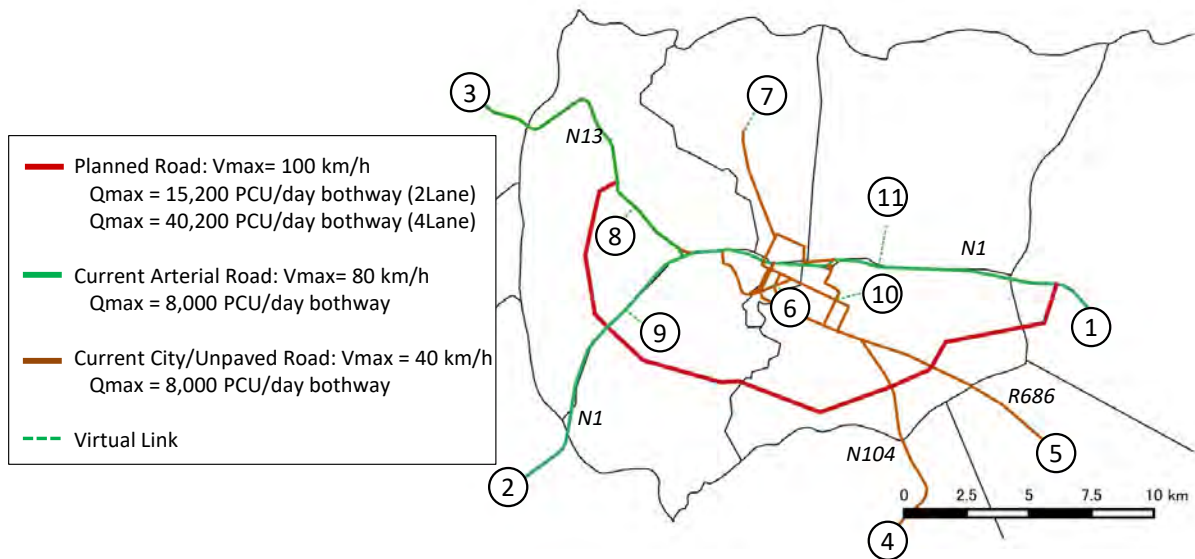 Planned Road: Vmax= 100 km/h
Qmax = 15,200 PCU/day bothway (2Lane)
Qmax = 40,200 PCU/day bothway (4Lane)
Current Arterial Road: Vmax= 80 km/h
Qmax = 8,000 PCU/day bothway
Current City/Unpaved Road: Vmax = 40 km/h
Qmax = 8,000 PCU/day bothway
Virtual Link
3
7
N13
11
8
N1
6
10
9
1
R686
N1
N104
5
2
0 2.5 5 7.5 10 km
4